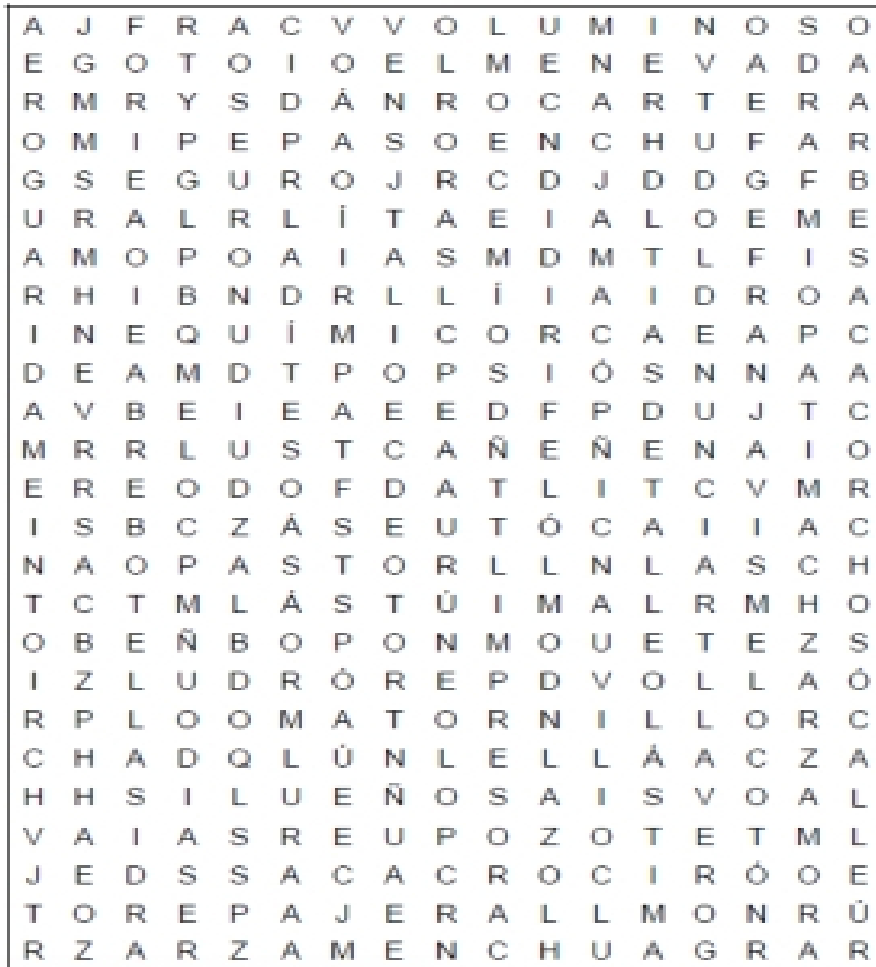 A J F R A C V V O L U M I N O S O
E G O T O I O E L M E N E V A D A
R M R Y S D Á N R O C A R T E R A
O M I P E P A S O E N C H U F A R
G S E G U R O J R C D J D D G F B
U R A L R L Í T A E I A L O E M E
A M O P O A I A S M D M T L F I S
R H I B N D R L L Í I A I D R O A
I N E Q U Í M I C O R C A E A P C
D E A M D T P O P S I Ó S N N A A
A V B E I E A E E D F P D U J T C
M R R L U S T C A Ñ E Ñ E N A I O
E R E O D O F D A T L I T C V M R
I S B C Z Á S E U T Ó C A I I A C
N A O P A S T O R L L N L A S C H
T C T M L Á S T Ú I M A L R M H O
O B E Ñ B O P O N M O U E T E Z S
I Z L U D R Ó R E P D V O L L A Ó
R P L O O M A T O R N I L L O R C
C H A D Q L Ú N L E L L Á A C Z A
H H S I L U E Ñ O S A I S V O A L
V A I A S R E U P O Z O T E T M L
J E D S S A C A C R O C I R Ó O E
T O R E P A J E R A L L M O N R Ú
R Z A R Z A M E N C H U A G R A R